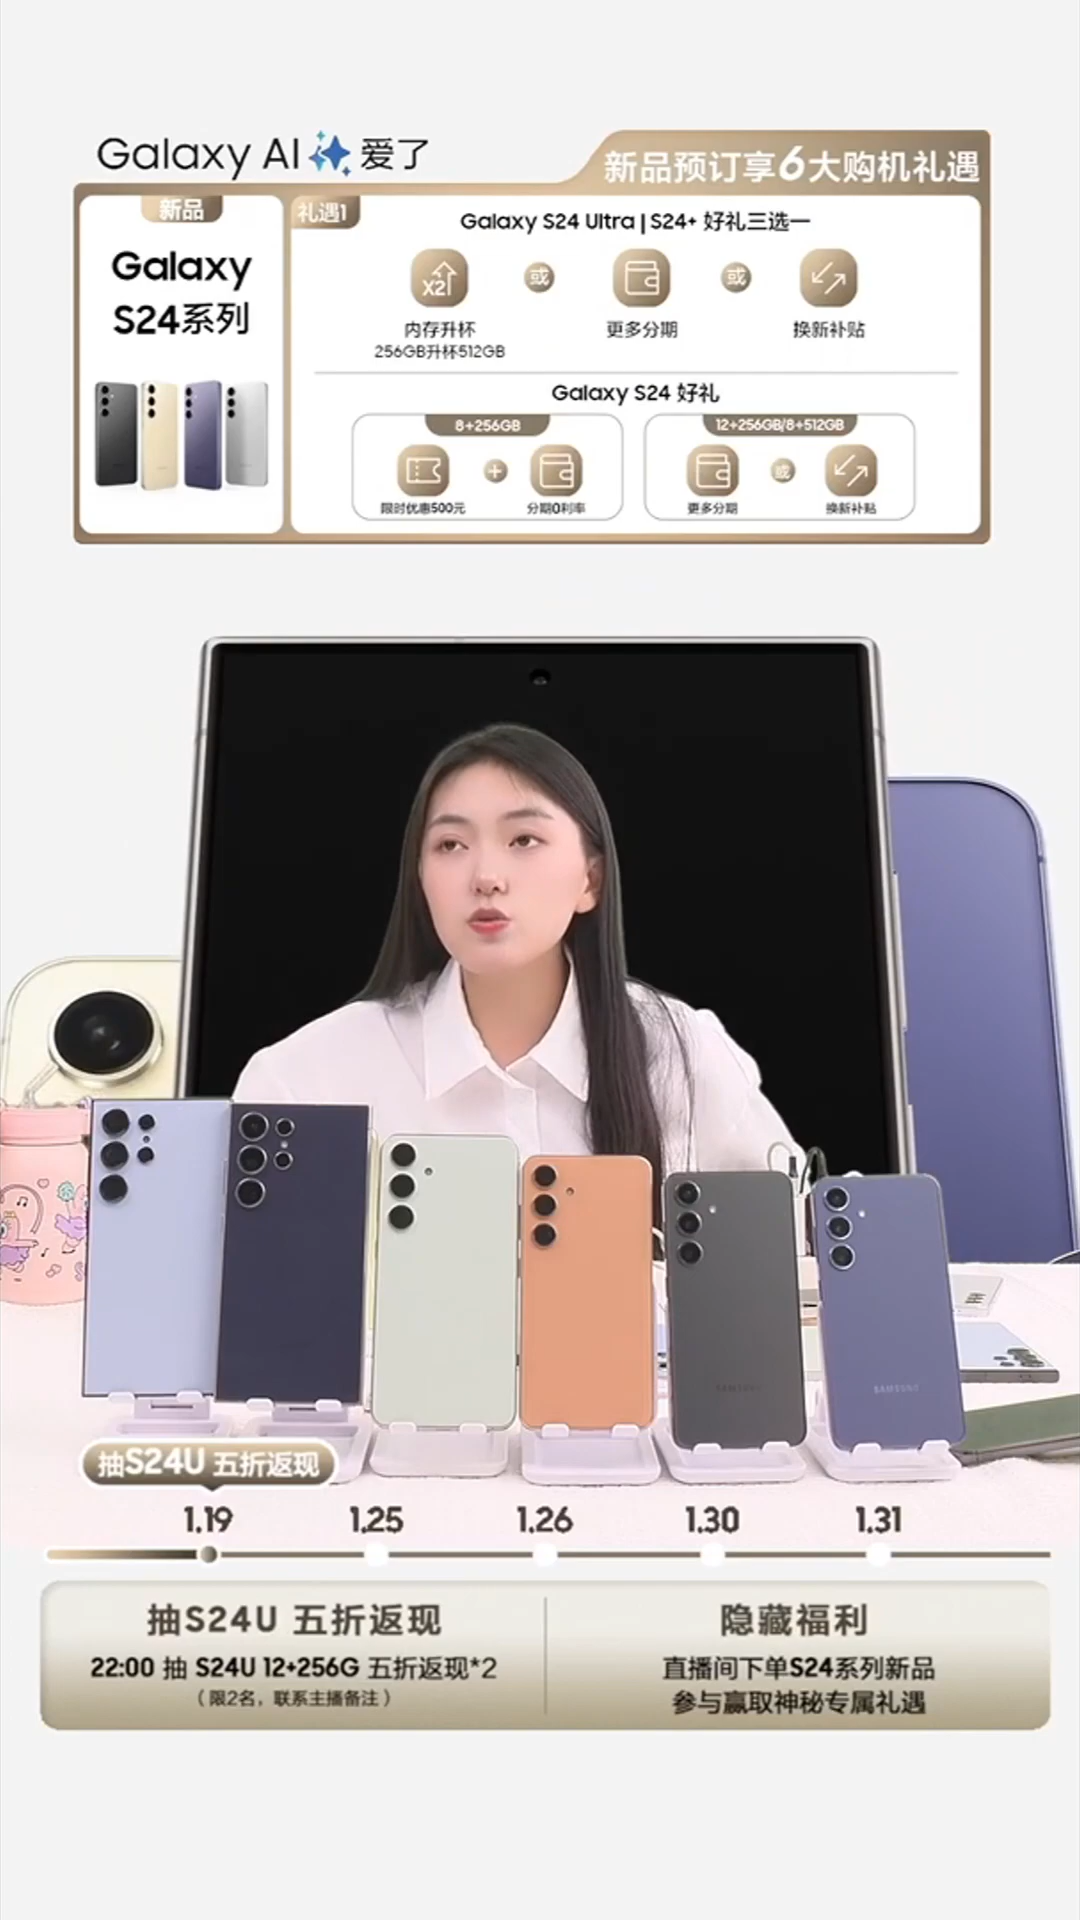 Galaxy AI 爱了
新品预订享6大购机礼遇
新品
Galaxy
S24系列
礼遇1
Galaxy S24 Ultra | S24+ 好礼三选一
X2
或
或
内存升杯
256GB升杯512GB
更多分期
换新补贴
Galaxy S24 好礼
8+256GB
限时优惠500元
+
分期0利率
12+256GB/8+512GB
更多分期
或
换新补贴
SAMSUNG
SAMSUNG
抽S24U 五折返现
1.19
1.25
1.26
1.30
1.31
抽S24U 五折返现
22:00 抽 S24U 12+256G 五折返现*2
（限2名，联系主播备注）
隐藏福利
直播间下单S24系列新品
参与赢取神秘专属礼遇